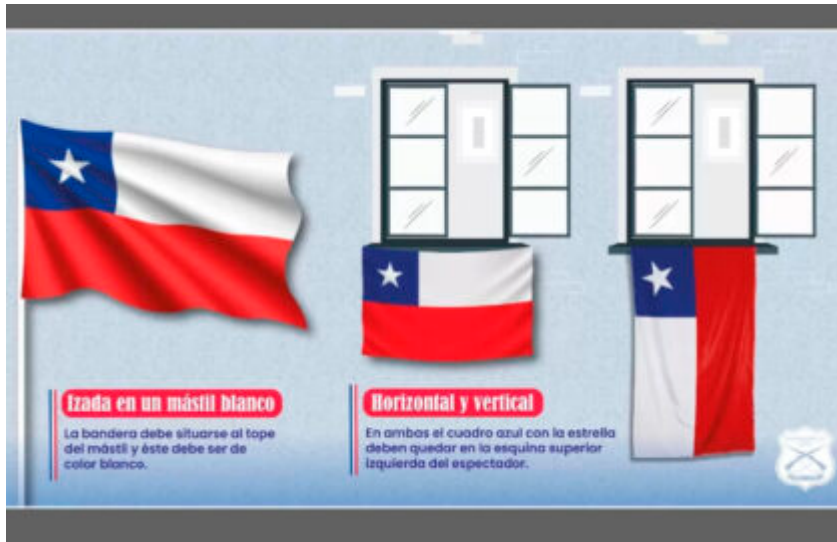 Izada en un mástil blanco
La bandera debe situarse al tope
del mástil y éste debe ser de
color blanco.
Horizontal y vertical
En ambas el cuadro azul con la estrella
deben quedar en la esquina superior
izquierda del espectador.